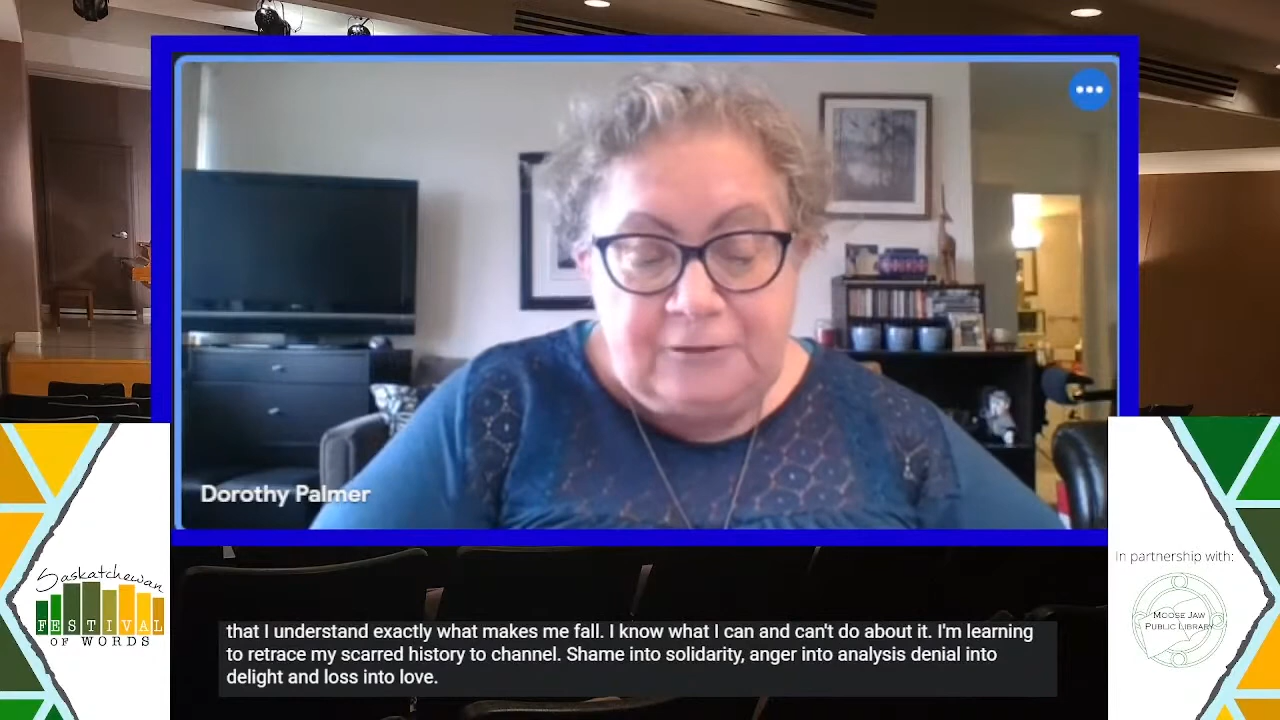 Dorothy Palmer
Saskatchewan
FESTIVAL
OF WORDS
In partnership with:
MOOSE JAW
PUBLIC LIBRARY
that I understand exactly what makes me fall. I know what I can and can't do about it. I'm learning
to retrace my scarred history to channel. Shame into solidarity, anger into analysis denial into
delight and loss into love.